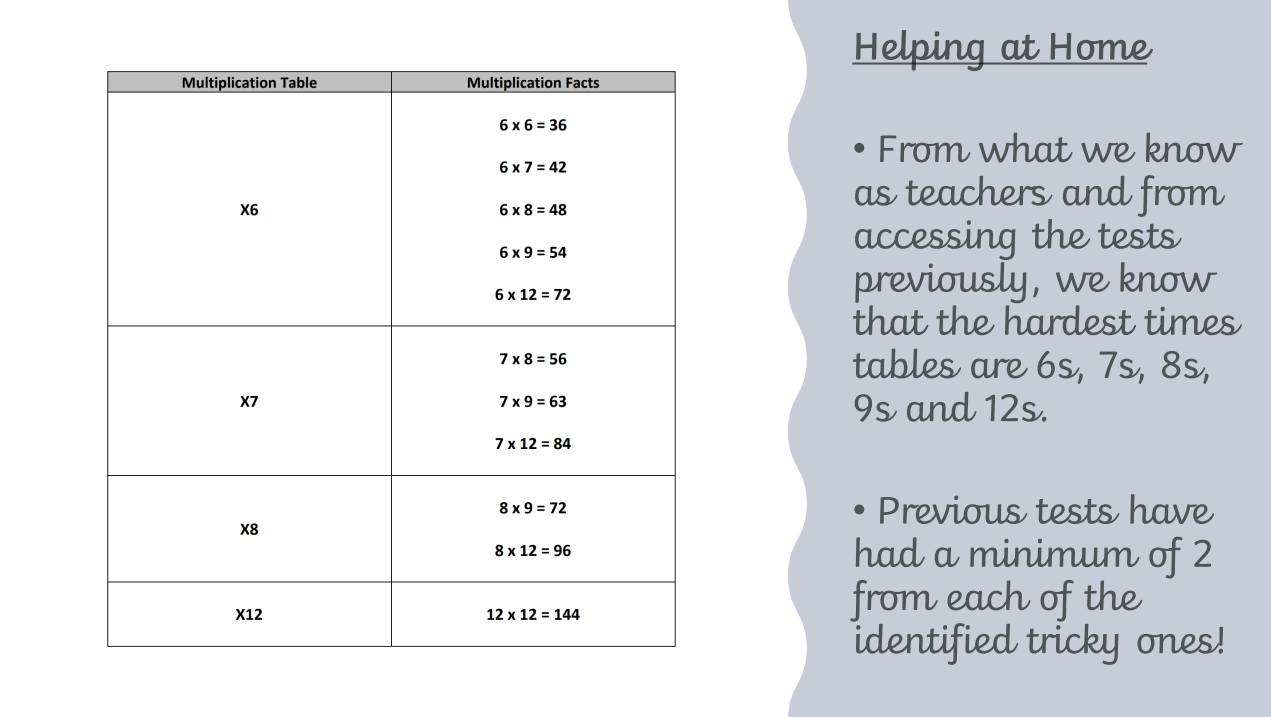 Multiplication Table Multiplication Facts
X6
6 x 6 = 36
6 x 7 = 42
6 x 8 = 48
6 x 9 = 54
6 x 12 = 72
X7
7 x 8 = 56
7 x 9 = 63
7 x 12 = 84
X8
8 x 9 = 72
8 x 12 = 96
X12
12 x 12 = 144
Helping at Home
• From what we know
as teachers and from
accessing the tests
previously, we know
that the hardest times
tables are 6s, 7s, 8s,
9s and 12s.
• Previous tests have
had a minimum of 2
from each of the
identified tricky ones!